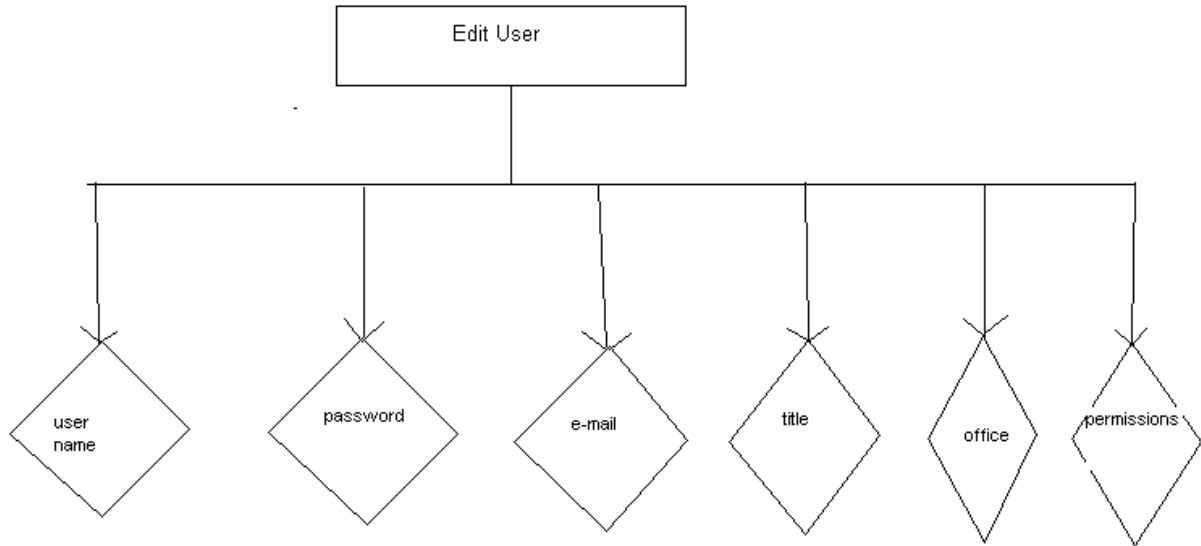 Edit User
user
name
password
e-mail
title
office
permissions